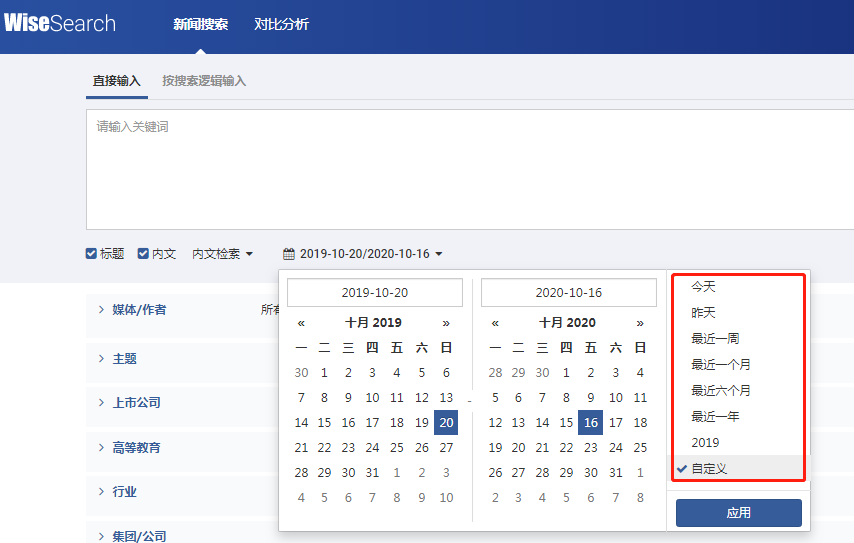 WiseSearch 新闻搜索 对比分析
直接输入 按搜索逻辑输入
请输入关键词
标题 内文 内文检索 2019-10-20/2020-10-16
媒体/作者 所有
主题
上市公司
高等教育
行业
集团/公司
2019-10-20
« 十月 2019 »
一 二 三 四 五 六 日
30 1 2 3 4 5 6
7 8 9 10 11 12 13
14 15 16 17 18 19 20
21 22 23 24 25 26 27
28 29 30 31 1 2 3
4 5 6 7 8 9 10
-
2020-10-16
« 十月 2020 »
一 二 三 四 五 六 日
28 29 30 1 2 3 4
5 6 7 8 9 10 11
12 13 14 15 16 17 18
19 20 21 22 23 24 25
26 27 28 29 30 31 1
2 3 4 5 6 7 8
今天
昨天
最近一周
最近一个月
最近六个月
最近一年
2019
自定义
应用